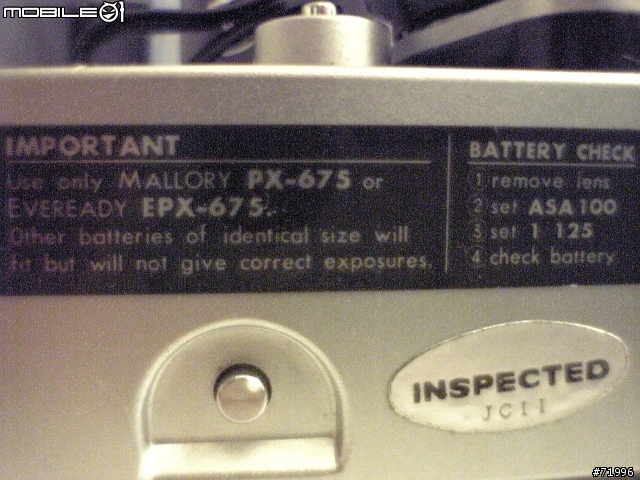 MOBILE01
IMPORTANT
Use only MALLORY PX-675 or
EVEREADY EPX-675.
Other batteries of identical size will
fit but will not give correct exposures.
BATTERY CHECK
1 remove lens
2 set ASA 100
3 set 1 125
4 check battery
INSPECTED
JCII
#71996